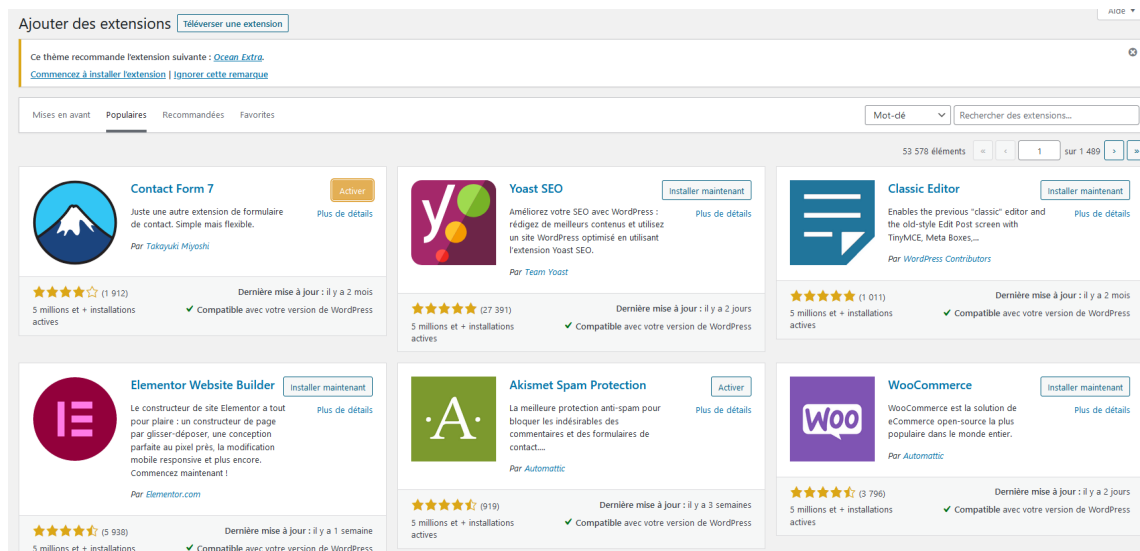 Aide
Ajouter des extensions Téléverser une extension
Ce thème recommande l'extension suivante : Ocean Extra.
Commencez à installer l'extension | Ignorer cette remarque
Mises en avant Populaires Recommandées Favorites Mot-clé Rechercher des extensions...
53 578 éléments « ‹ 1 sur 1 489 › »
Contact Form 7
Activer
Plus de détails
Juste une autre extension de formulaire
de contact. Simple mais flexible.
Par Takayuki Miyoshi
(1 912)
5 millions et + installations
actives
Dernière mise à jour : il y a 2 mois
Compatible avec votre version de WordPress
Yoast SEO
Installer maintenant
Plus de détails
Améliorez votre SEO avec WordPress :
rédigez de meilleurs contenus et utilisez
un site WordPress optimisé en utilisant
l'extension Yoast SEO.
Par Team Yoast
(27 391)
5 millions et + installations
actives
Dernière mise à jour : il y a 2 jours
Compatible avec votre version de WordPress
Classic Editor
Installer maintenant
Plus de détails
Enables the previous "classic" editor and
the old-style Edit Post screen with
TinyMCE, Meta Boxes,...
Par WordPress Contributors
(1 011)
5 millions et + installations
actives
Dernière mise à jour : il y a 2 mois
Compatible avec votre version de WordPress
Elementor Website Builder
Installer maintenant
Plus de détails
Le constructeur de site Elementor a tout
pour plaire : un constructeur de page
par glisser-déposer, une conception
parfaite au pixel près, la modification
mobile responsive et plus encore.
Commencez maintenant !
Par Elementor.com
(5 938)
5 millions et + installations
Dernière mise à jour : il y a 1 semaine
Compatible avec votre version de WordPress
·A·
Akismet Spam Protection
Activer
Plus de détails
La meilleure protection anti-spam pour
bloquer les indésirables des
commentaires et des formulaires de
contact....
Par Automattic
(919)
5 millions et + installations
actives
Dernière mise à jour : il y a 3 semaines
Compatible avec votre version de WordPress
Woo
WooCommerce
Installer maintenant
Plus de détails
WooCommerce est la solution de
eCommerce open-source la plus
populaire dans le monde entier.
Par Automattic
(3 796)
5 millions et + installations
actives
Dernière mise à jour : il y a 2 jours
Compatible avec votre version de WordPress